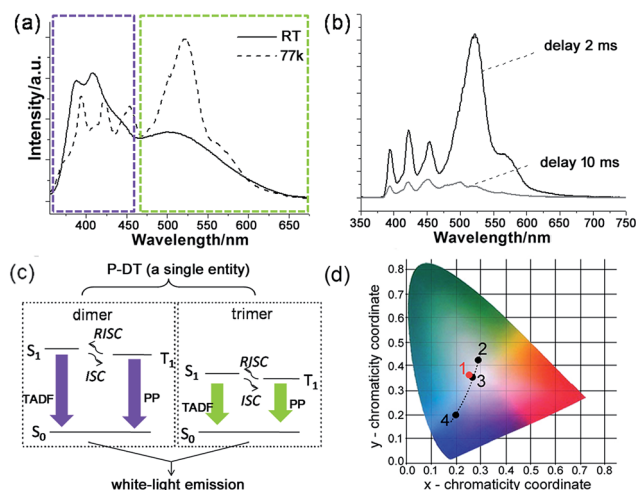 (a)
RT
77k
Intensity/a.u.
400 450 500 550 600 650
Wavelength/nm
(b)
delay 2 ms
delay 10 ms
350 400 450 500 550 600 650 700 750
Wavelength/nm
(c)
P-DT (a single entity)
dimer
trimer
S1
RISC
ISC
T1
TADF
PP
S0
S1
RISC
ISC
T1
TADF
PP
white-light emission
(d)
y - chromaticity coordinate
0.8
0.7
0.6
0.5
0.4
0.3
0.2
0.1
0.0
1
2
3
4
0.0 0.1 0.2 0.3 0.4 0.5 0.6 0.7 0.8 0.9
x - chromaticity coordinate